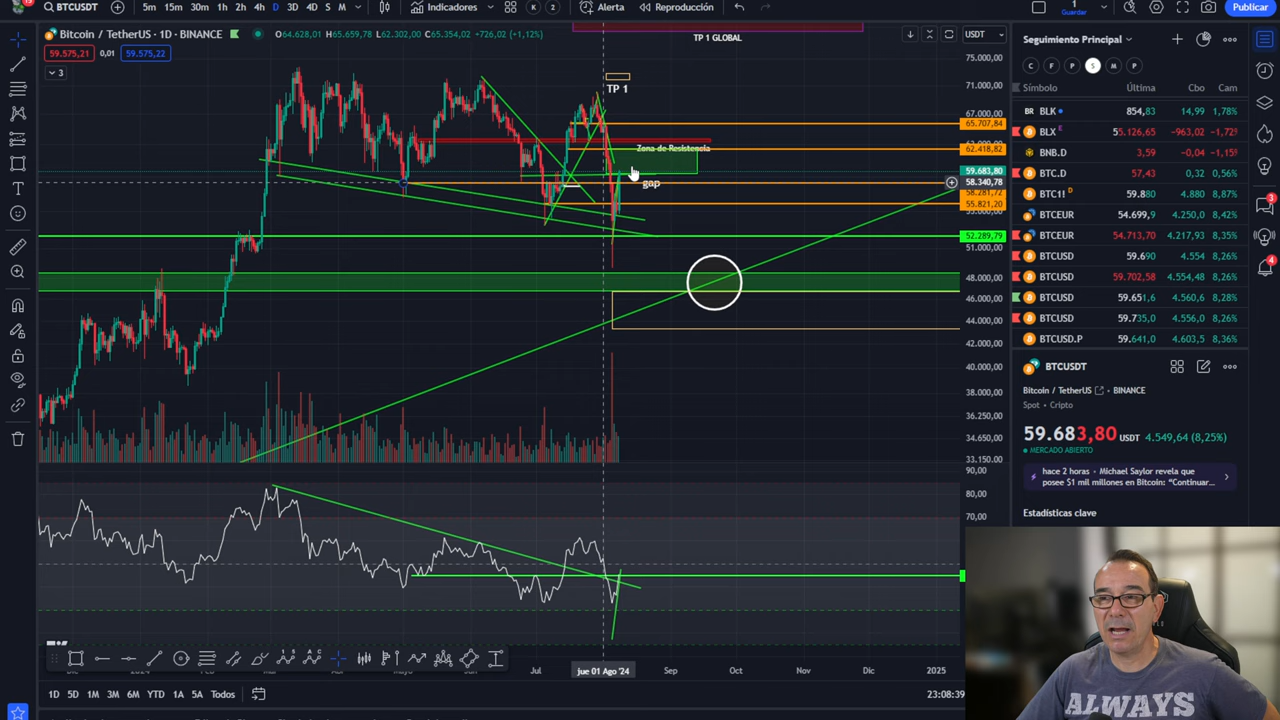 BTCUSDT
5m 15m 30m 1h 2h 4h D 3D 4D S M
Indicadores
Alerta
Reproducción
1
Guardar
Publicar
Bitcoin / TetherUS · 1D · BINANCE
O64.628,01 H65.659,78 L62.302,00 C65.354,02 +726,02 (+1,12%)
59.575,21 0,01 59.575,22
3
TP 1 GLOBAL
TP 1
Zona de Resistencia
gap
USDT
75.000,00
71.000,00
67.000,00
65.707,84
62.418,82
59.683,80
58.340,78
55.821,20
52.289,79
51.000,00
48.000,00
46.000,00
44.000,00
42.000,00
40.000,00
38.000,00
36.250,00
34.650,00
33.150,00
90,00
80,00
70,00
2024
Jul
jue 01 Ago '24
Sep
Oct
Nov
Dic
2025
1D 5D 1M 3M 6M YTD 1A 5A Todos
23:08:39
Seguimiento Principal
C F P S M P
Símbolo Última Cbo Cam
BLK 854,83 14,99 1,78%
BLX E 55.126,65 -963,02 -1,72%
BNB.D 3,59 -0,04 -1,15%
BTC.D 57,43 0,32 0,56%
BTC1! D 59.880 4.880 8,87%
BTCEUR 54.699,9 4.250,0 8,42%
BTCEUR 54.713,70 4.217,93 8,35%
BTCUSD 59.690 4.554 8,26%
BTCUSD 59.702,58 4.554,48 8,26%
BTCUSD 59.651,6 4.560,6 8,28%
BTCUSD 59.735,0 4.556,0 8,26%
BTCUSD.P 59.641,0 4.603,5 8,36%
BTCUSDT
Bitcoin / TetherUS · BINANCE
Spot · Cripto
59.683,80 USDT 4.549,64 (8,25%)
MERCADO ABIERTO
hace 2 horas · Michael Saylor revela que
posee $1 mil millones en Bitcoin: “Continuar...
Estadísticas clave
ALWAYS